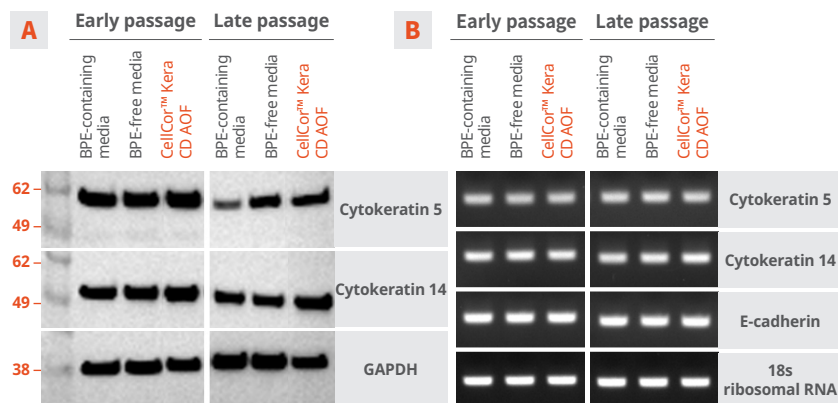 A
Early passage
Late passage
BPE-containing
media
BPE-free media
CellCor™ Kera
CD AOF
BPE-containing
media
BPE-free media
CellCor™ Kera
CD AOF
62
49
Cytokeratin 5
62
49
Cytokeratin 14
38
GAPDH
B
Early passage
Late passage
BPE-containing
media
BPE-free media
CellCor™ Kera
CD AOF
BPE-containing
media
BPE-free media
CellCor™ Kera
CD AOF
Cytokeratin 5
Cytokeratin 14
E-cadherin
18s
ribosomal RNA